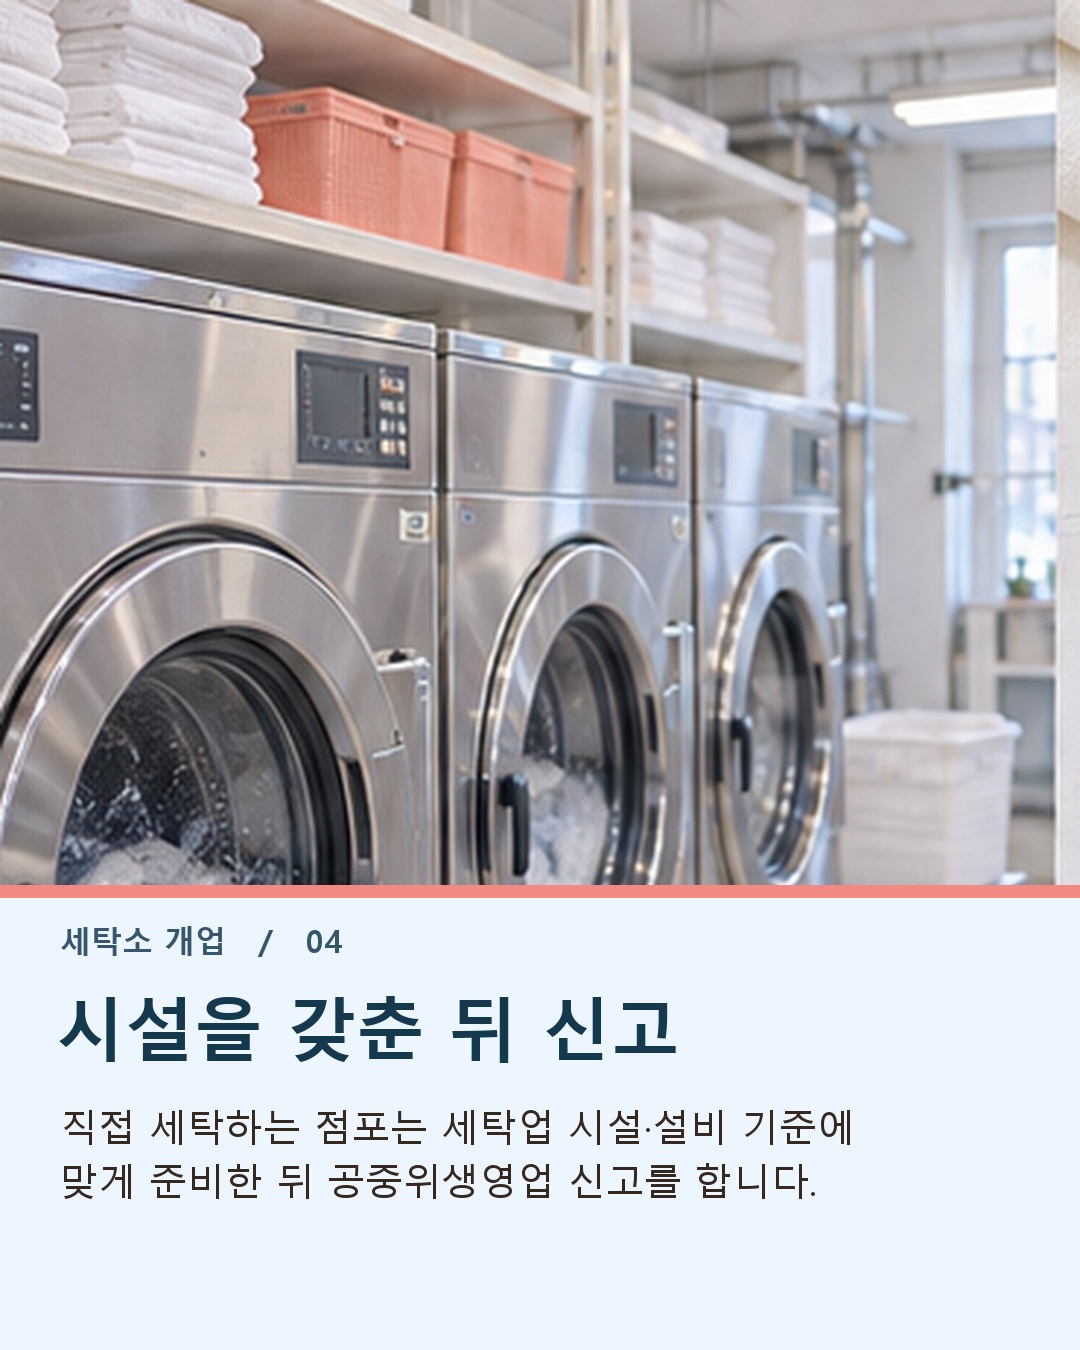 세탁소 개업 / 04
시설을 갖춘 뒤 신고
직접 세탁하는 점포는 세탁업 시설·설비 기준에
맞게 준비한 뒤 공중위생영업 신고를 합니다.